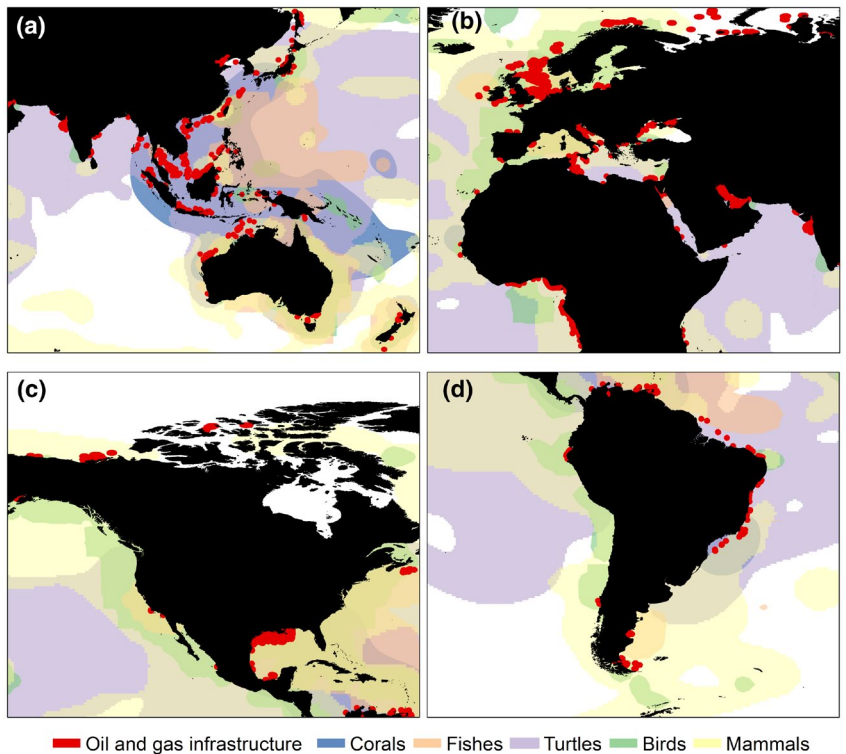 (a)
(b)
(c)
(d)
Oil and gas infrastructure Corals Fishes Turtles Birds Mammals